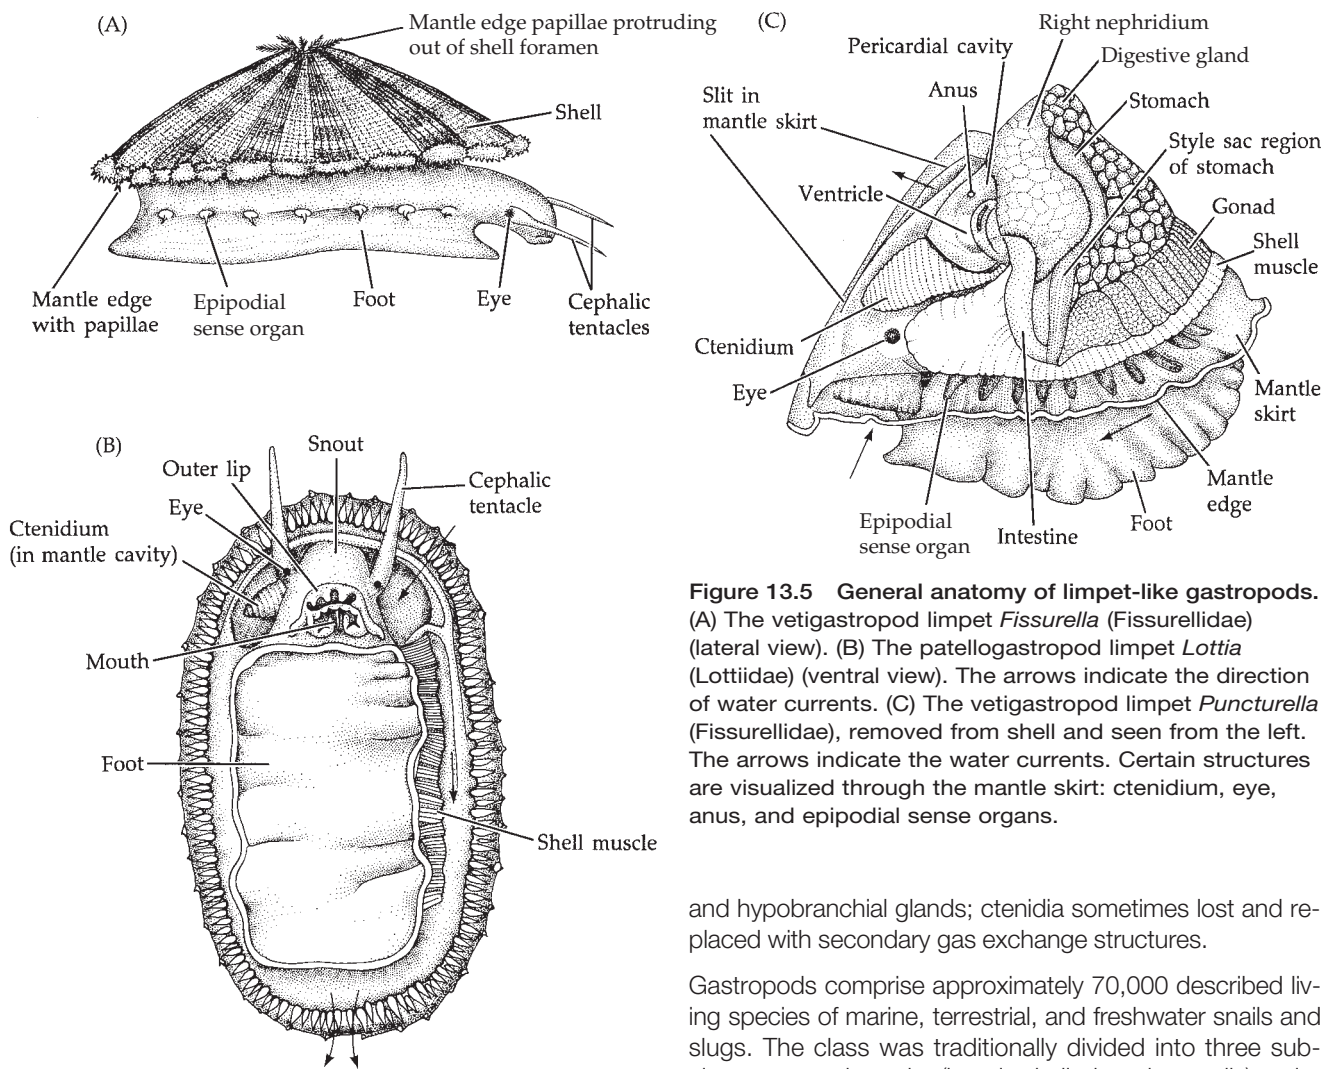 (A)
Mantle edge papillae protruding
out of shell foramen
Shell
Mantle edge
with papillae
Epipodial
sense organ
Foot
Eye
Cephalic
tentacles
(B)
Snout
Outer lip
Eye
Cephalic
tentacle
Ctenidium
(in mantle cavity)
Mouth
Foot
Shell muscle
(C)
Right nephridium
Pericardial cavity
Digestive gland
Anus
Stomach
Slit in
mantle skirt
Style sac region
of stomach
Ventricle
Gonad
Shell
muscle
Ctenidium
Eye
Mantle
skirt
Mantle
edge
Epipodial
sense organ
Intestine
Foot
Figure 13.5 General anatomy of limpet-like gastropods.
(A) The vetigastropod limpet Fissurella (Fissurellidae)
(lateral view). (B) The patellogastropod limpet Lottia
(Lottiidae) (ventral view). The arrows indicate the direction
of water currents. (C) The vetigastropod limpet Puncturella
(Fissurellidae), removed from shell and seen from the left.
The arrows indicate the water currents. Certain structures
are visualized through the mantle skirt: ctenidium, eye,
anus, and epipodial sense organs.
and hypobranchial glands; ctenidia sometimes lost and re-
placed with secondary gas exchange structures.
Gastropods comprise approximately 70,000 described liv-
ing species of marine, terrestrial, and freshwater snails and
slugs. The class was traditionally divided into three sub-